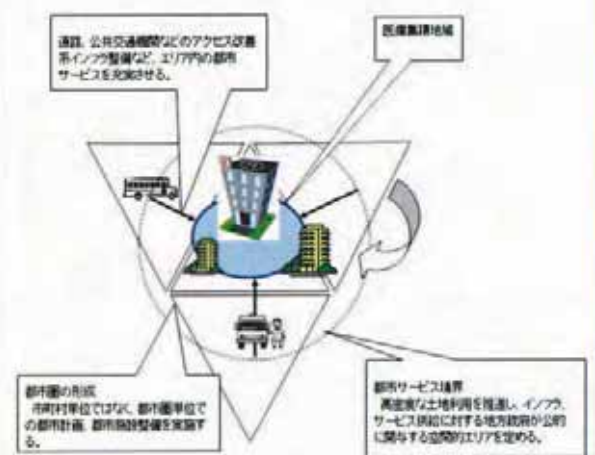 道路、公共交通機関などのアクセス改善
系インフラ整備など、エリア内の都市
サービスを充実させる。
医療集積地域
都市圏の形成
市町村単位ではなく、都市圏単位で
の都市計画、都市施設整備を実施す
る。
都市サービス境界
高密度な土地利用を推進し、インフラ、
サービス供給に対する地方政府が公的
に関与する空間的エリアを定める。